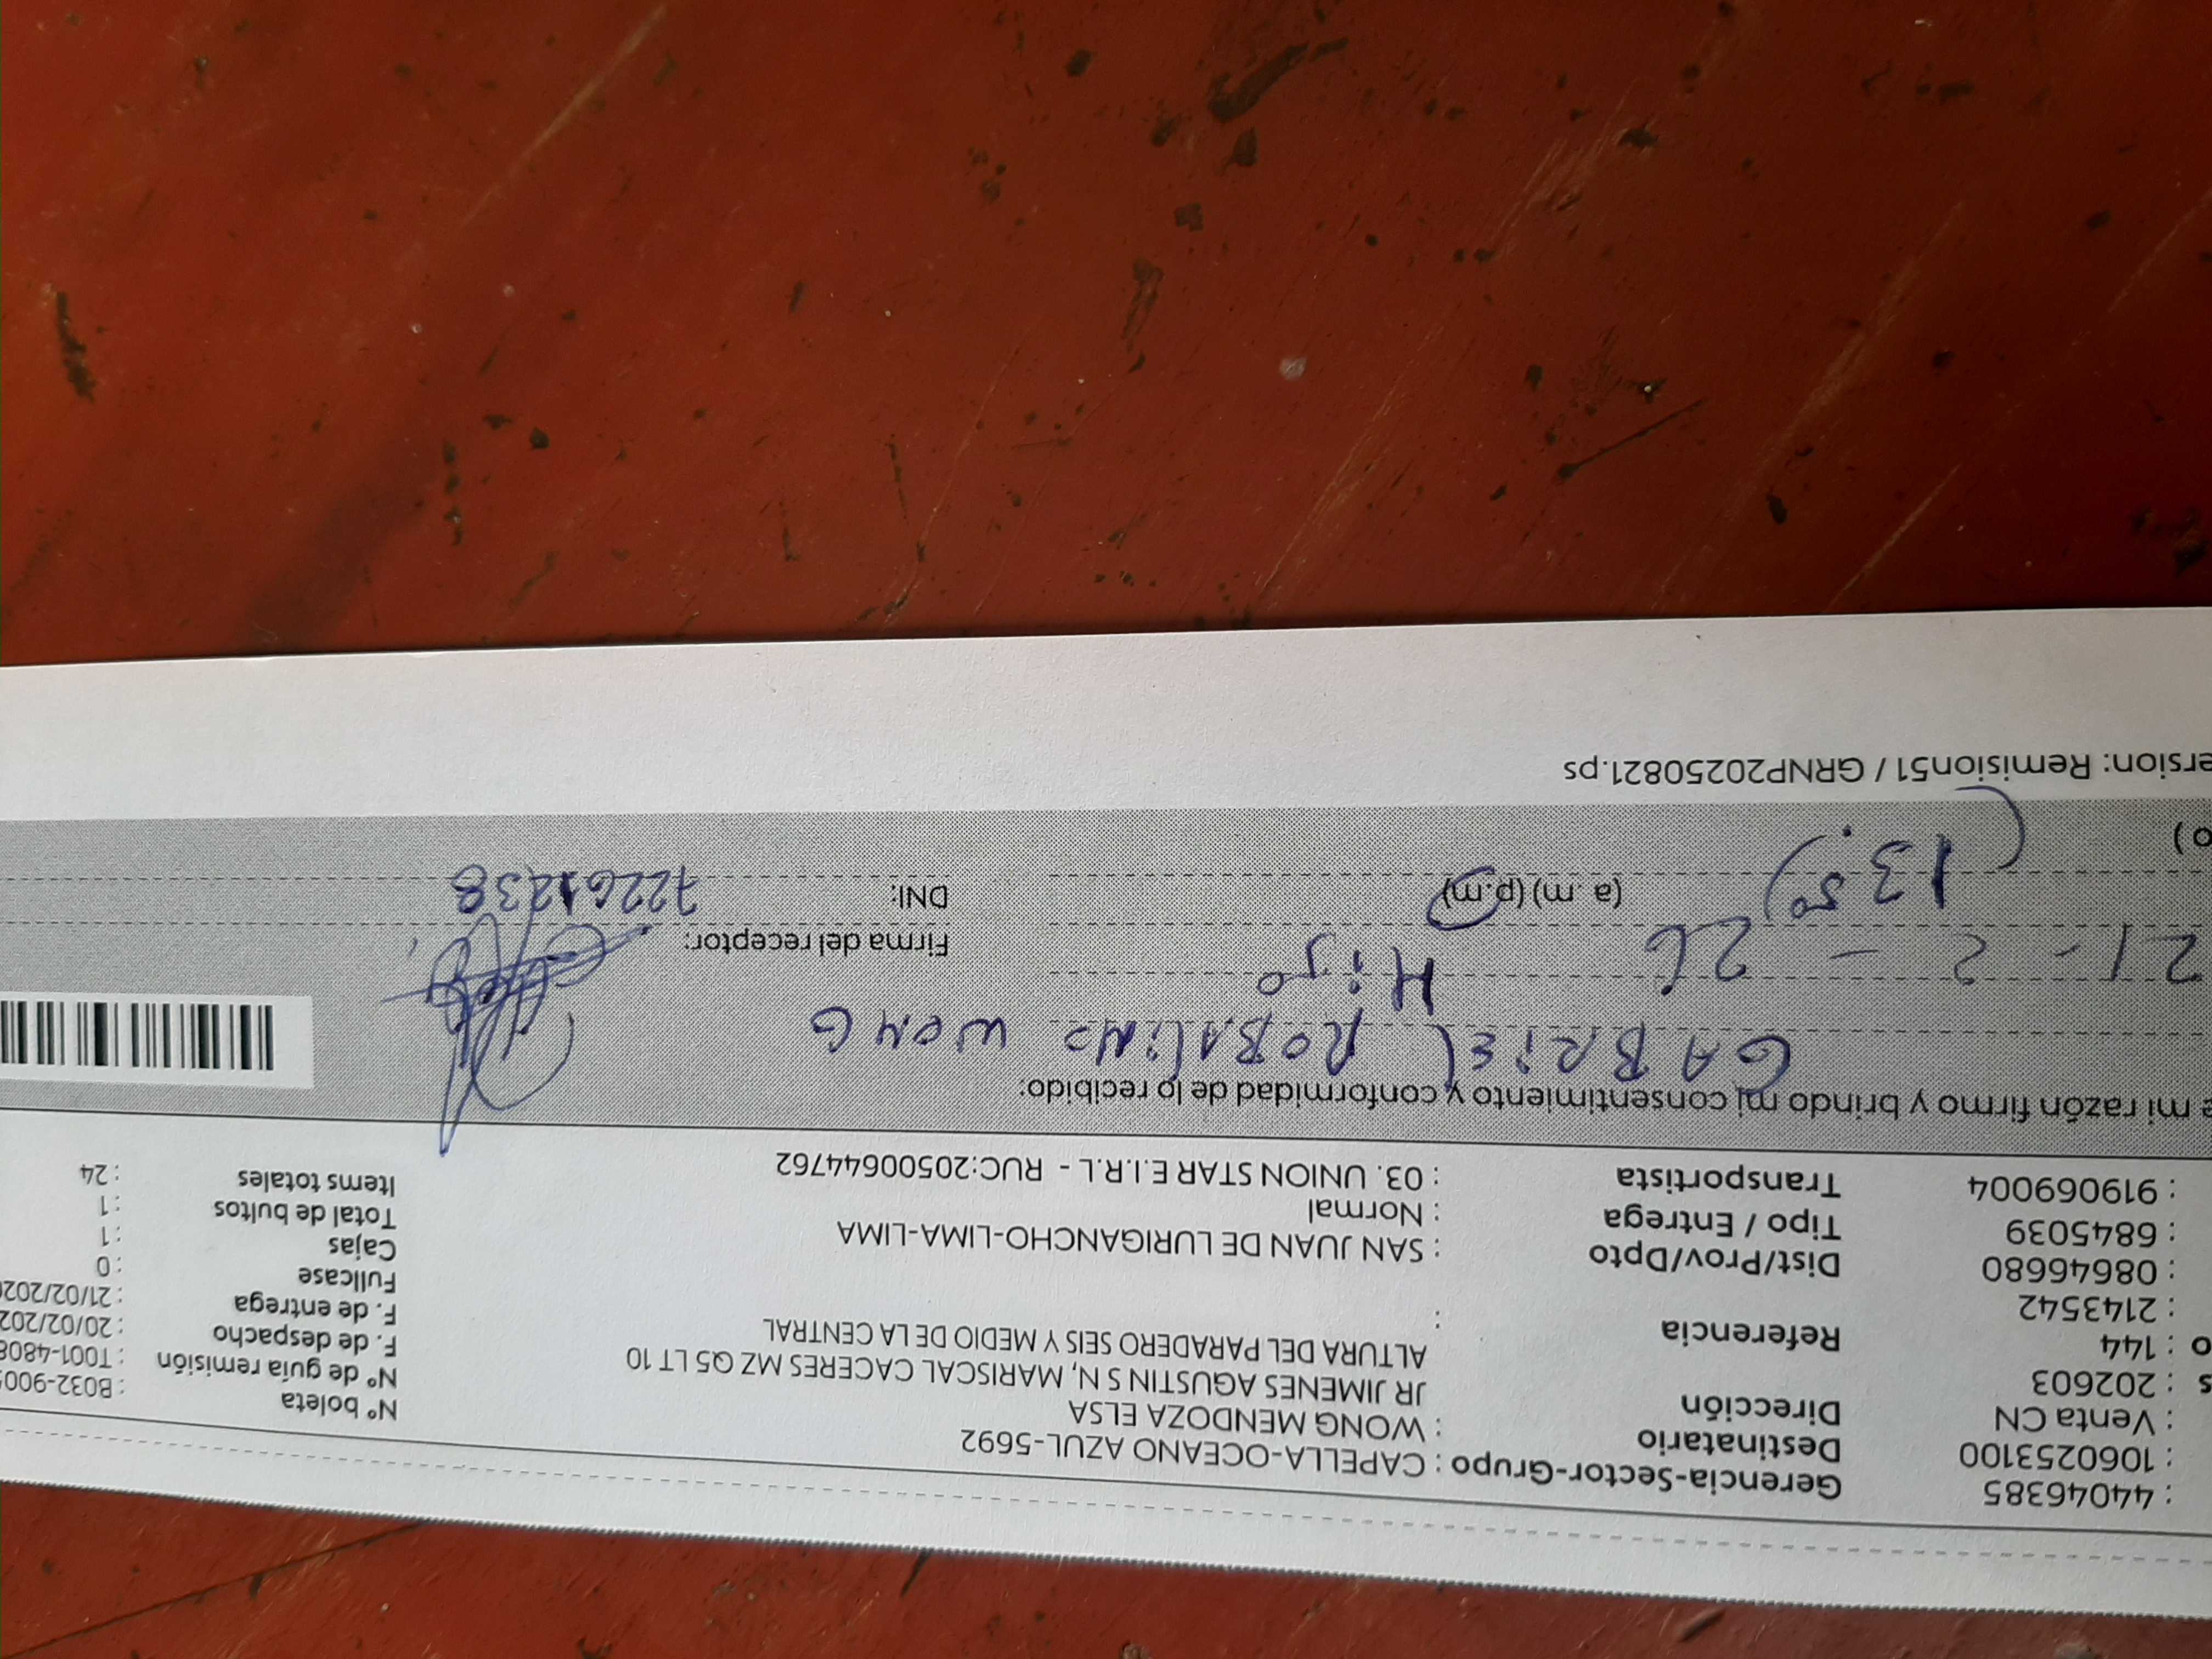 : 44046385 Gerencia-Sector-Grupo : CAPELLA-OCEANO AZUL-5692
: 1060253100 Destinatario : WONG MENDOZA ELSA Nº boleta : B032-900
: Venta CN Dirección JR JIMENES AGUSTIN S N, MARISCAL CACERES MZ Q5 LT 10 Nº de guía remisión : T001-4808
s : 202603 ALTURA DEL PARADERO SEIS Y MEDIO DE LA CENTRAL F. de despacho : 20/02/202
o : 144 Referencia : F. de entrega : 21/02/202
: 2143542 Fullcase : 0
: 08646680 Dist/Prov/Dpto : SAN JUAN DE LURIGANCHO-LIMA-LIMA Cajas : 1
: 6845039 Tipo / Entrega : Normal Total de bultos : 1
: 919069004 Transportista : 03. UNION STAR E.I.R.L - RUC:20500644762 Items totales : 24
e mi razón firmo y brindo mi consentimiento y conformidad de lo recibido:
GABRiEL ROBALiNO WONG
Hijo
21 - 2 - 26 Firma del receptor:
(13:50) (a. m) (p.m) DNI: 72261238
o )
ersion: Remision51 / GRNP20250821.ps